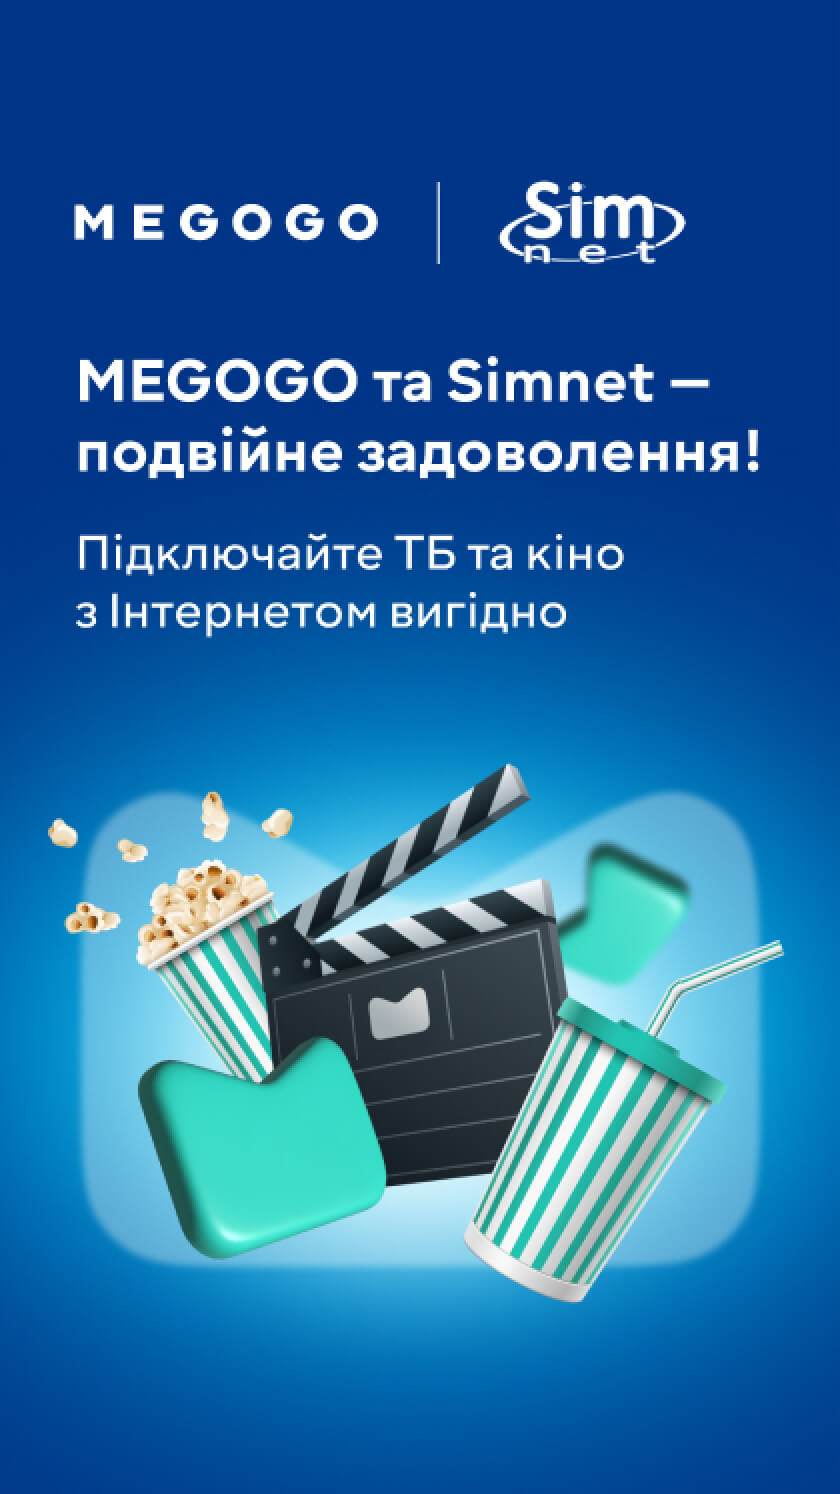 MEGOGO
Sim
net
MEGOGO та Simnet –
подвійне задоволення!
Підключайте ТБ та кіно
з Інтернетом вигідно